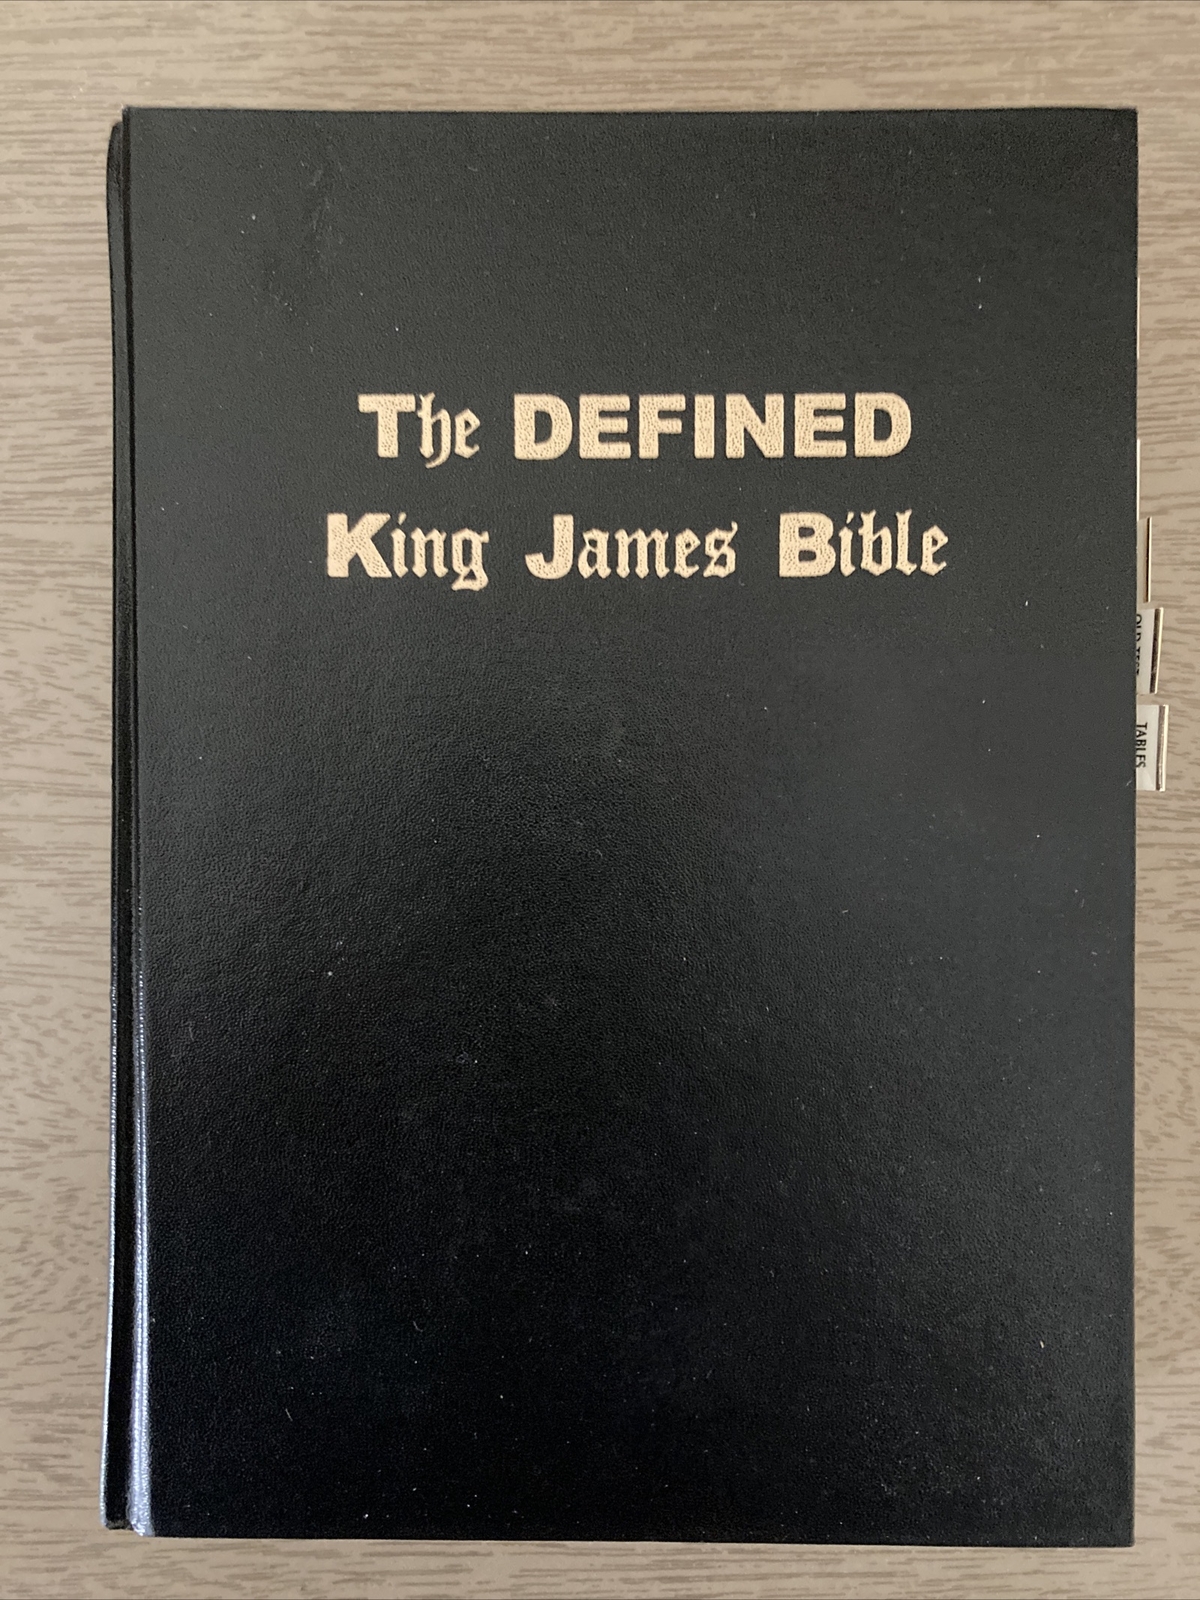 The DEFINED
King James Bible
TABLES